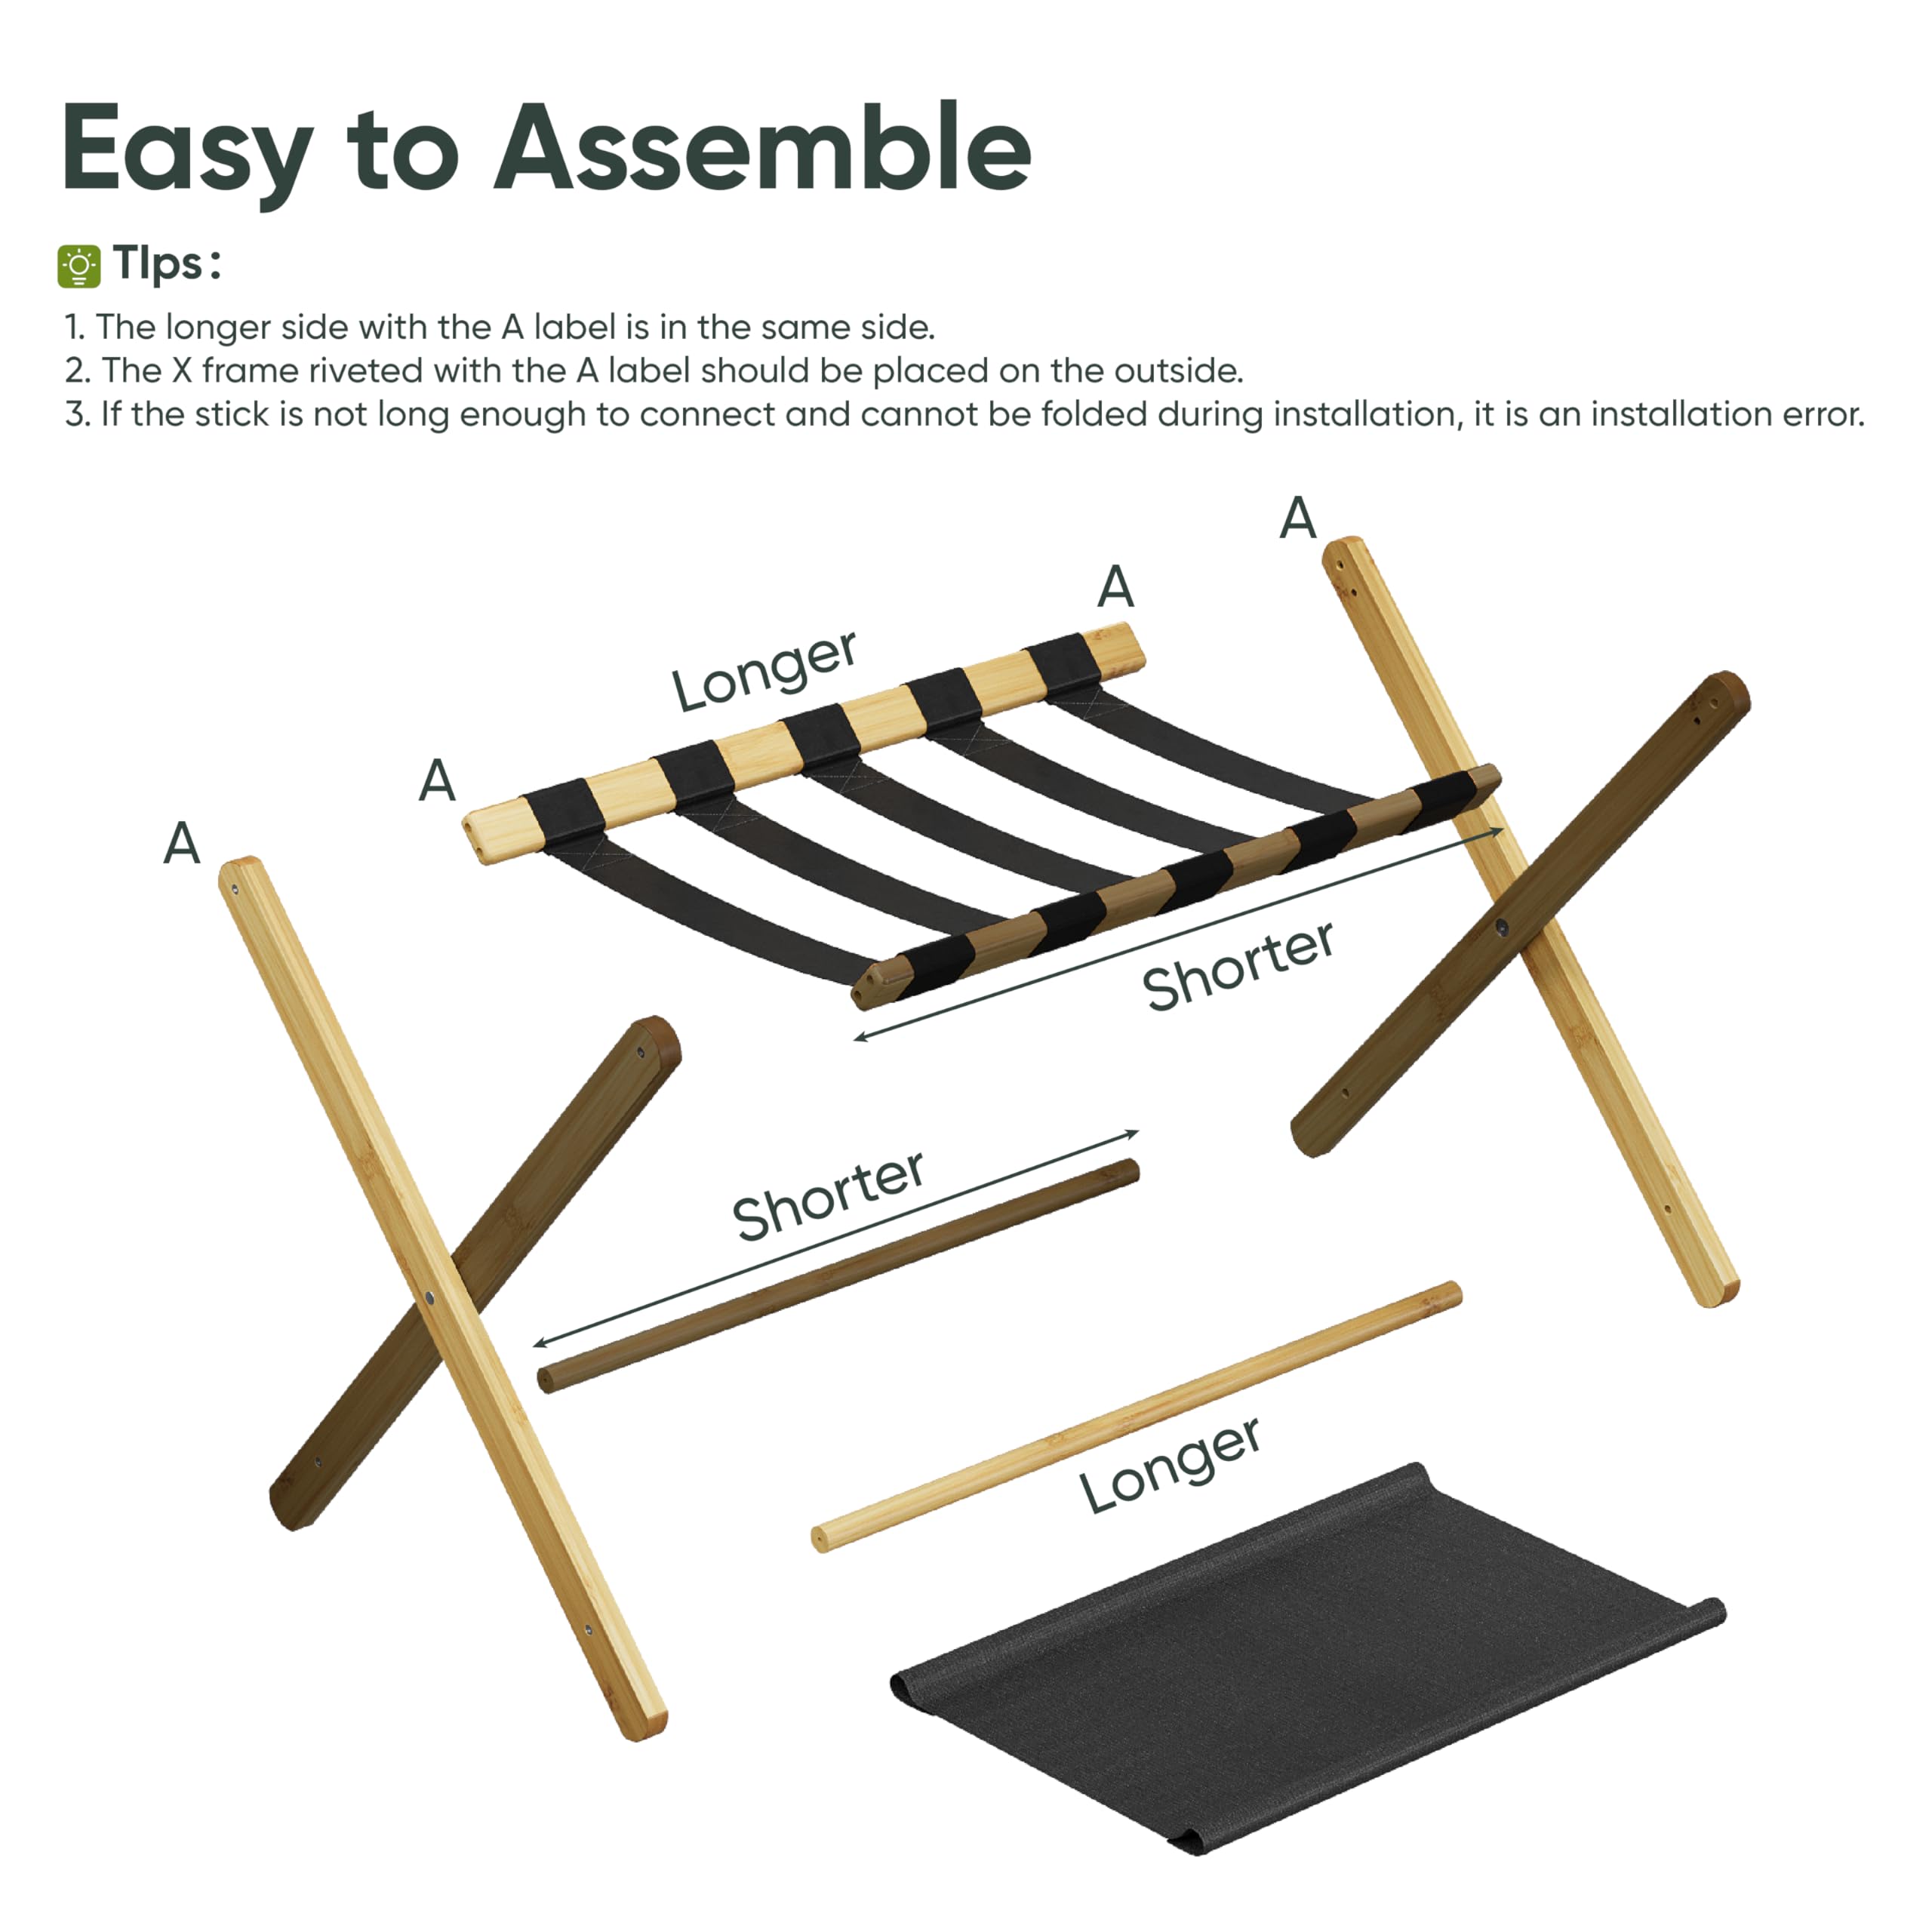 Easy to Assemble
TIps:
1. The longer side with the A label is in the same side.
2. The X frame riveted with the A label should be placed on the outside.
3. If the stick is not long enough to connect and cannot be folded during installation, it is an installation error.
A
A
Longer
A
A
Shorter
Shorter
Longer